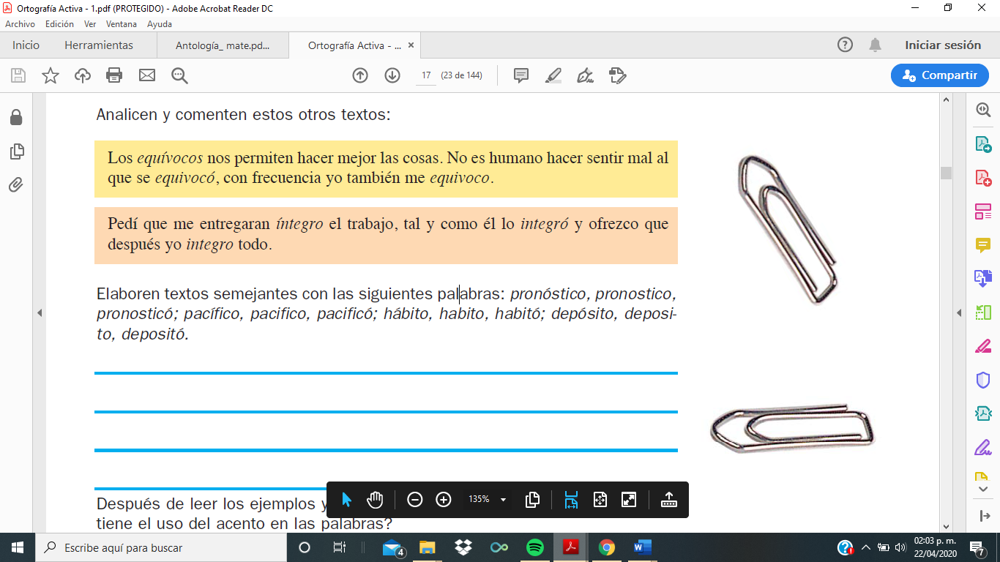 Ortografía Activa - 1.pdf (PROTEGIDO) - Adobe Acrobat Reader DC
Archivo Edición Ver Ventana Ayuda
Inicio Herramientas Antología_ mate.pd... Ortografía Activa - ... × Iniciar sesión
17 (23 de 144) Compartir
Analicen y comenten estos otros textos:
Los equívocos nos permiten hacer mejor las cosas. No es humano hacer sentir mal al
que se equivocó, con frecuencia yo también me equivoco.
Pedí que me entregaran íntegro el trabajo, tal y como él lo integró y ofrezco que
después yo integro todo.
Elaboren textos semejantes con las siguientes palabras: pronóstico, pronostico,
pronosticó; pacífico, pacifico, pacificó; hábito, habito, habitó; depósito, deposi-
to, depositó.
135%
Después de leer los ejemplos y
tiene el uso del acento en las palabras?
Escribe aquí para buscar
4
02:03 p. m.
22/04/2020
7